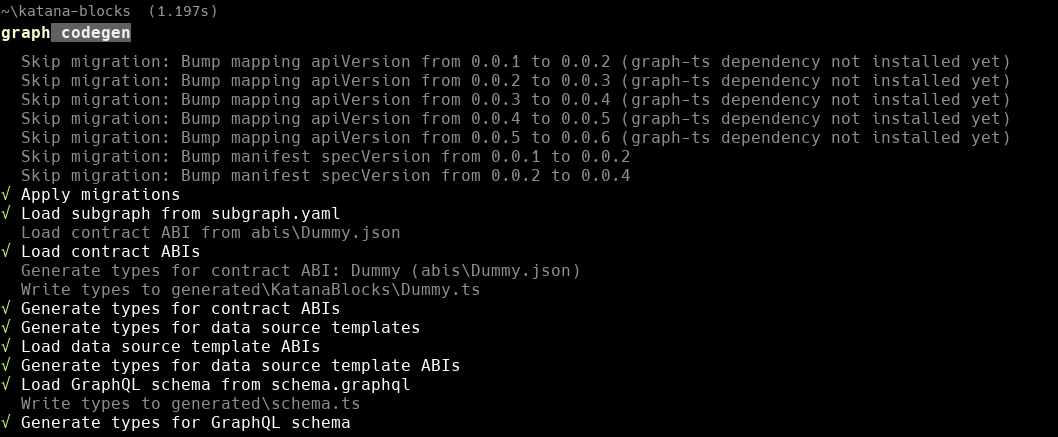 ~\katana-blocks  (1.197s)
graph codegen
  Skip migration: Bump mapping apiVersion from 0.0.1 to 0.0.2 (graph-ts dependency not installed yet)
  Skip migration: Bump mapping apiVersion from 0.0.2 to 0.0.3 (graph-ts dependency not installed yet)
  Skip migration: Bump mapping apiVersion from 0.0.3 to 0.0.4 (graph-ts dependency not installed yet)
  Skip migration: Bump mapping apiVersion from 0.0.4 to 0.0.5 (graph-ts dependency not installed yet)
  Skip migration: Bump mapping apiVersion from 0.0.5 to 0.0.6 (graph-ts dependency not installed yet)
  Skip migration: Bump manifest specVersion from 0.0.1 to 0.0.2
  Skip migration: Bump manifest specVersion from 0.0.2 to 0.0.4
√ Apply migrations
√ Load subgraph from subgraph.yaml
  Load contract ABI from abis\Dummy.json
√ Load contract ABIs
  Generate types for contract ABI: Dummy (abis\Dummy.json)
  Write types to generated\KatanaBlocks\Dummy.ts
√ Generate types for contract ABIs
√ Generate types for data source templates
√ Load data source template ABIs
√ Generate types for data source template ABIs
√ Load GraphQL schema from schema.graphql
  Write types to generated\schema.ts
√ Generate types for GraphQL schema